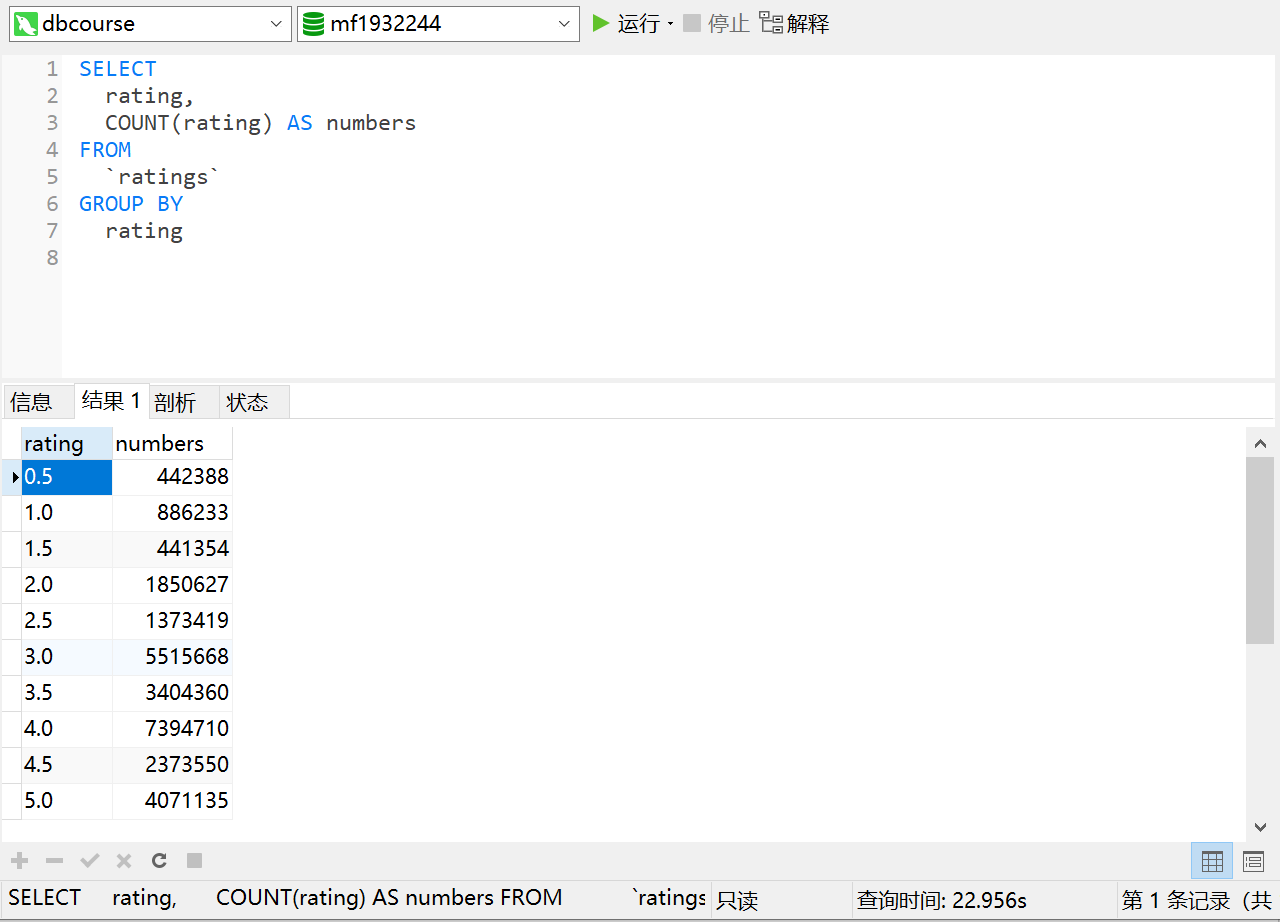 dbcourse mf1932244 运行 停止 解释
1 SELECT
2 rating,
3 COUNT(rating) AS numbers
4 FROM
5 `ratings`
6 GROUP BY
7 rating
8
信息 结果 1 剖析 状态
rating numbers
0.5 442388
1.0 886233
1.5 441354
2.0 1850627
2.5 1373419
3.0 5515668
3.5 3404360
4.0 7394710
4.5 2373550
5.0 4071135
SELECT rating, COUNT(rating) AS numbers FROM `ratings 只读 查询时间: 22.956s 第 1 条记录 (共